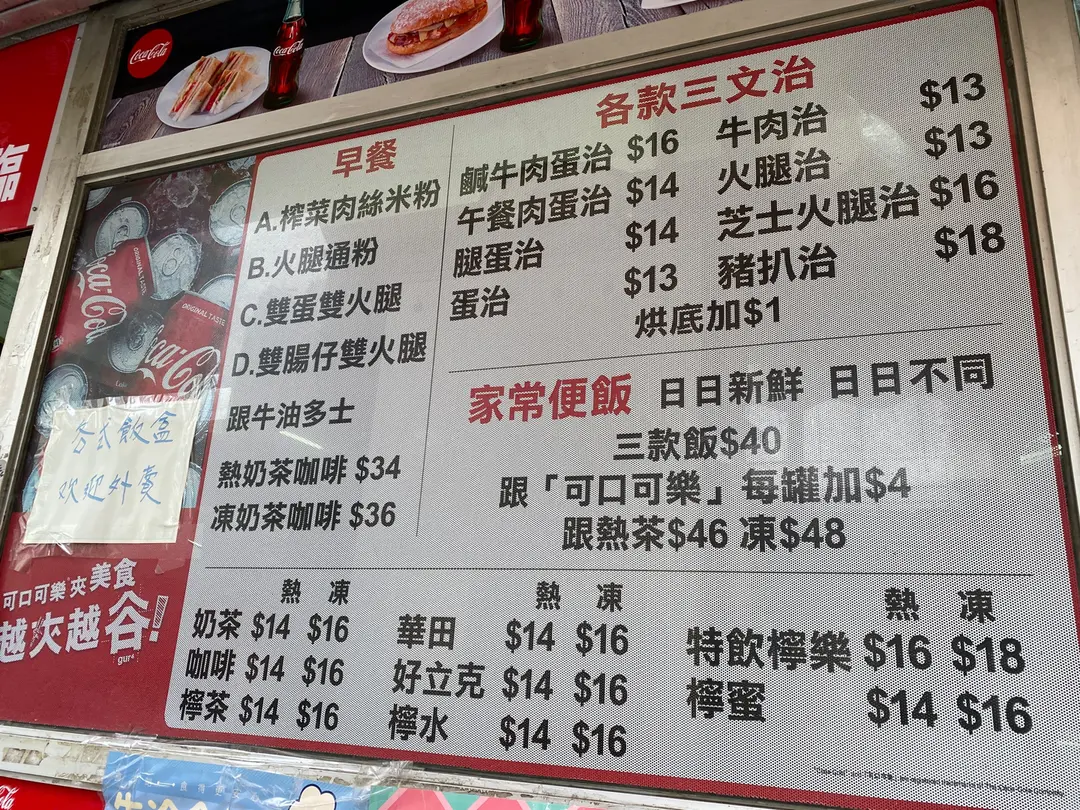 Coca-Cola
Coca-Cola
臨
早餐
A.榨菜肉絲米粉
B.火腿通粉
C.雙蛋雙火腿
D.雙腸仔雙火腿
跟牛油多士
熱奶茶咖啡 $34
凍奶茶咖啡 $36
各款三文治
鹹牛肉蛋治 $16
午餐肉蛋治 $14
腿蛋治 $14
蛋治 $13
牛肉治 $13
火腿治 $13
芝士火腿治 $16
豬扒治 $18
烘底加$1
家常便飯 日日新鮮 日日不同
三款飯$40
跟「可口可樂」每罐加$4
跟熱茶$46 凍$48
熱 凍
奶茶 $14 $16
咖啡 $14 $16
檸茶 $14 $16
熱 凍
華田 $14 $16
好立克 $14 $16
檸水 $14 $16
熱 凍
特飲檸樂 $16 $18
檸蜜 $14 $16
ORIGINAL TASTE
ORIGINAL TASTE
各式飯盒
欢迎外賣
可口可樂 夾 美食
越夾越谷!
gur⁴